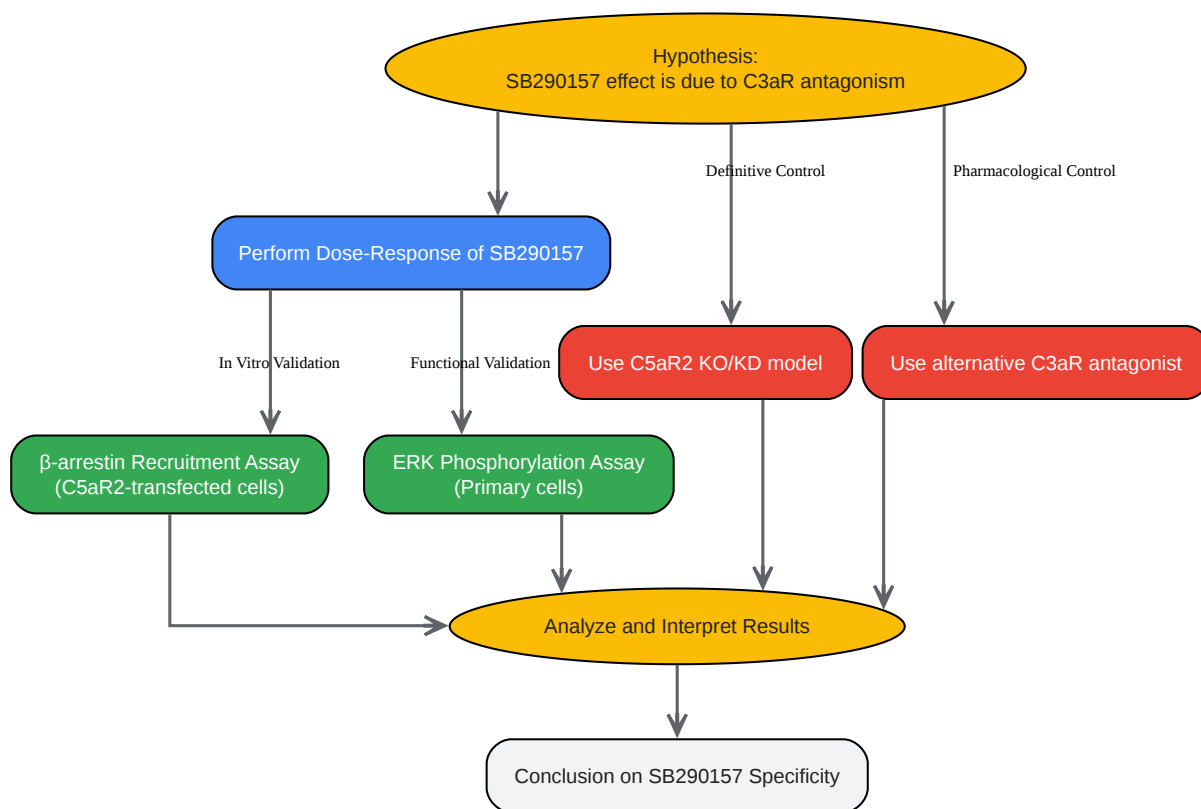 Hypothesis:
SB290157 effect is due to C3aR antagonism
Definitive Control
Pharmacological Control
Perform Dose-Response of SB290157
In Vitro Validation
Functional Validation
Use C5aR2 KO/KD model
Use alternative C3aR antagonist
β-arrestin Recruitment Assay
(C5aR2-transfected cells)
ERK Phosphorylation Assay
(Primary cells)
Analyze and Interpret Results
Conclusion on SB290157 Specificity